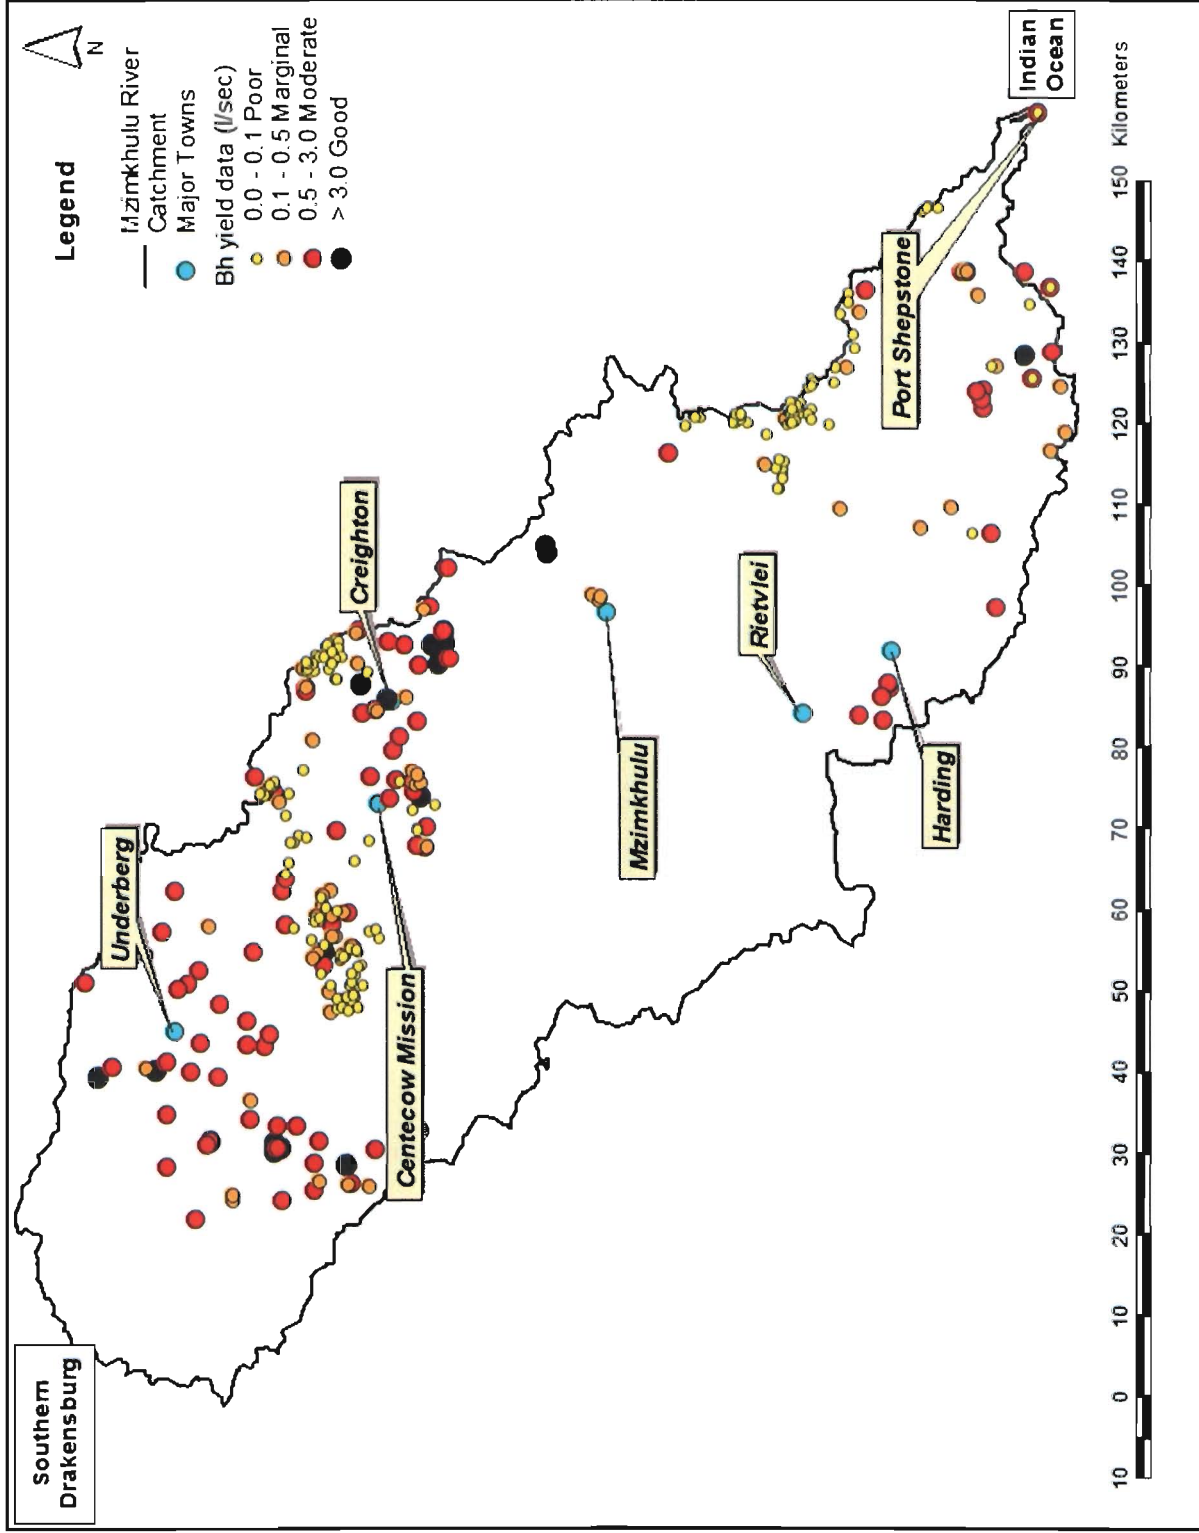 Southern
Drakensburg
Legend
N
Mzimkhulu River
Catchment
Major Towns
Bh yield data (l/sec)
0.0 - 0.1 Poor
0.1 - 0.5 Marginal
0.5 - 3.0 Moderate
> 3.0 Good
Underberg
Creighton
Centecow Mission
Mzimkhulu
Rietvlei
Harding
Port Shepstone
Indian
Ocean
10 0 10 20 30 40 50 60 70 80 90 100 110 120 130 140 150 Kilometers